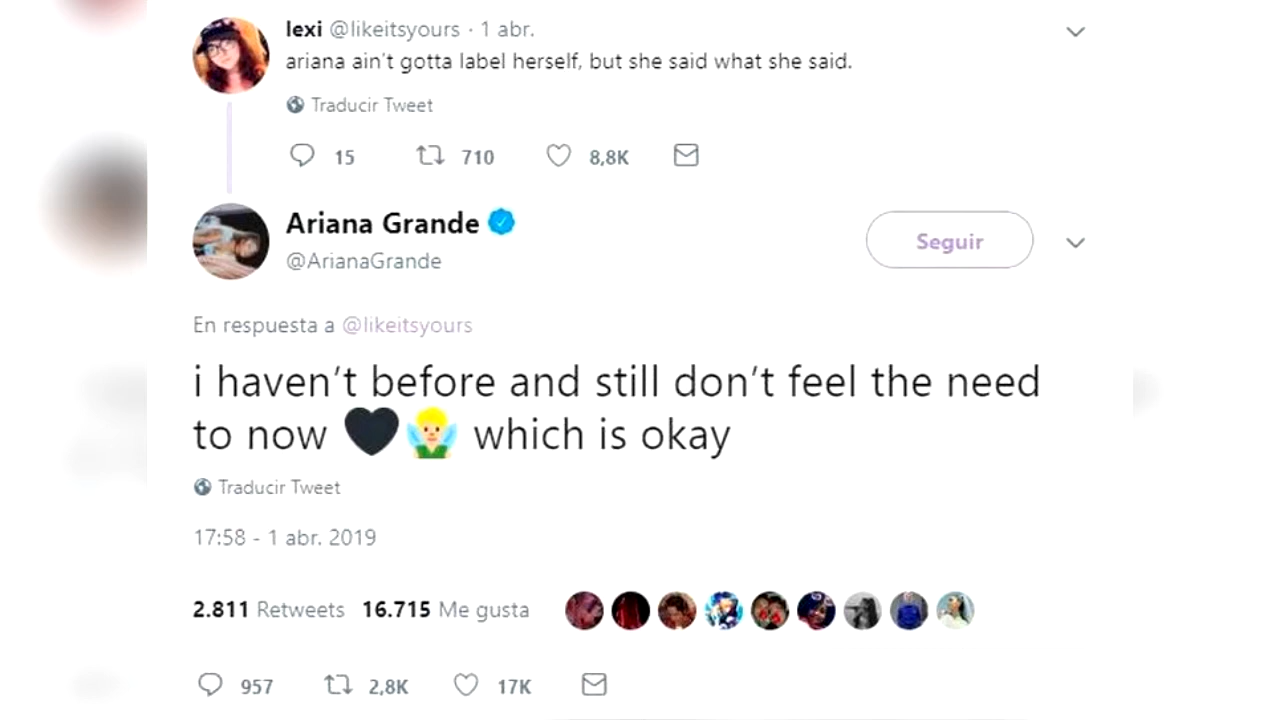 lexi @likeitsyours · 1 abr.
ariana ain't gotta label herself, but she said what she said.
Traducir Tweet
15 710 8,8K
Ariana Grande
Seguir
@ArianaGrande
En respuesta a @likeitsyours
i haven't before and still don't feel the need
to now 🖤🧚🏼‍♂️ which is okay
Traducir Tweet
17:58 - 1 abr. 2019
2.811 Retweets 16.715 Me gusta
957 2,8K 17K